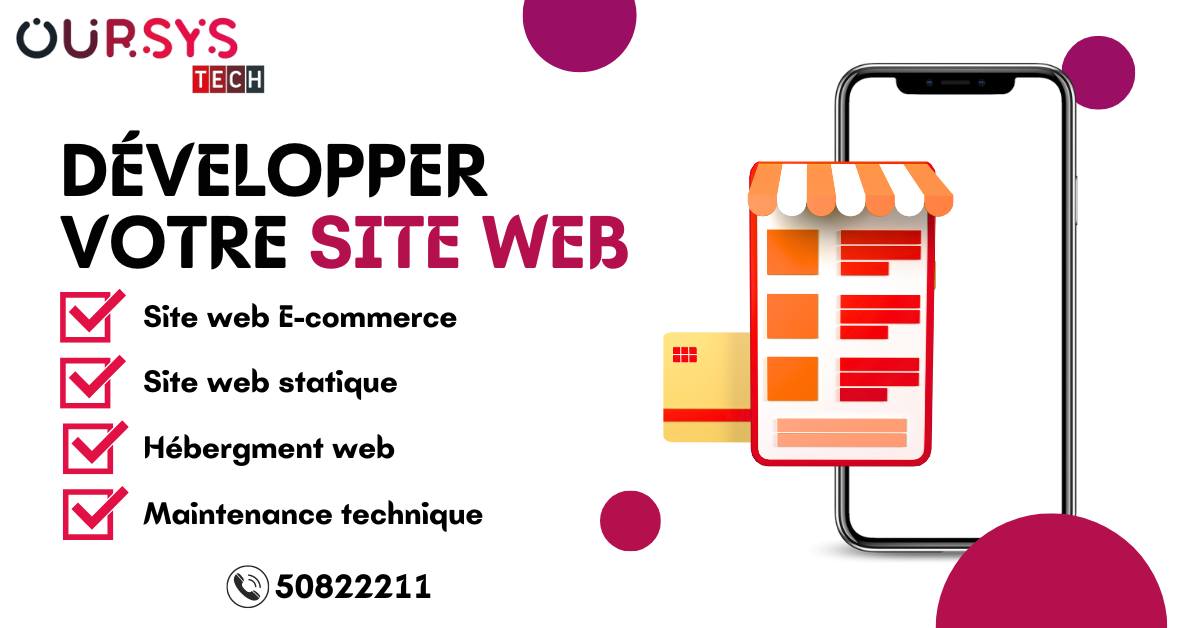 OURSYS
TECH
DÉVELOPPER
VOTRE SITE WEB
Site web E-commerce
Site web statique
Hébergment web
Maintenance technique
50822211